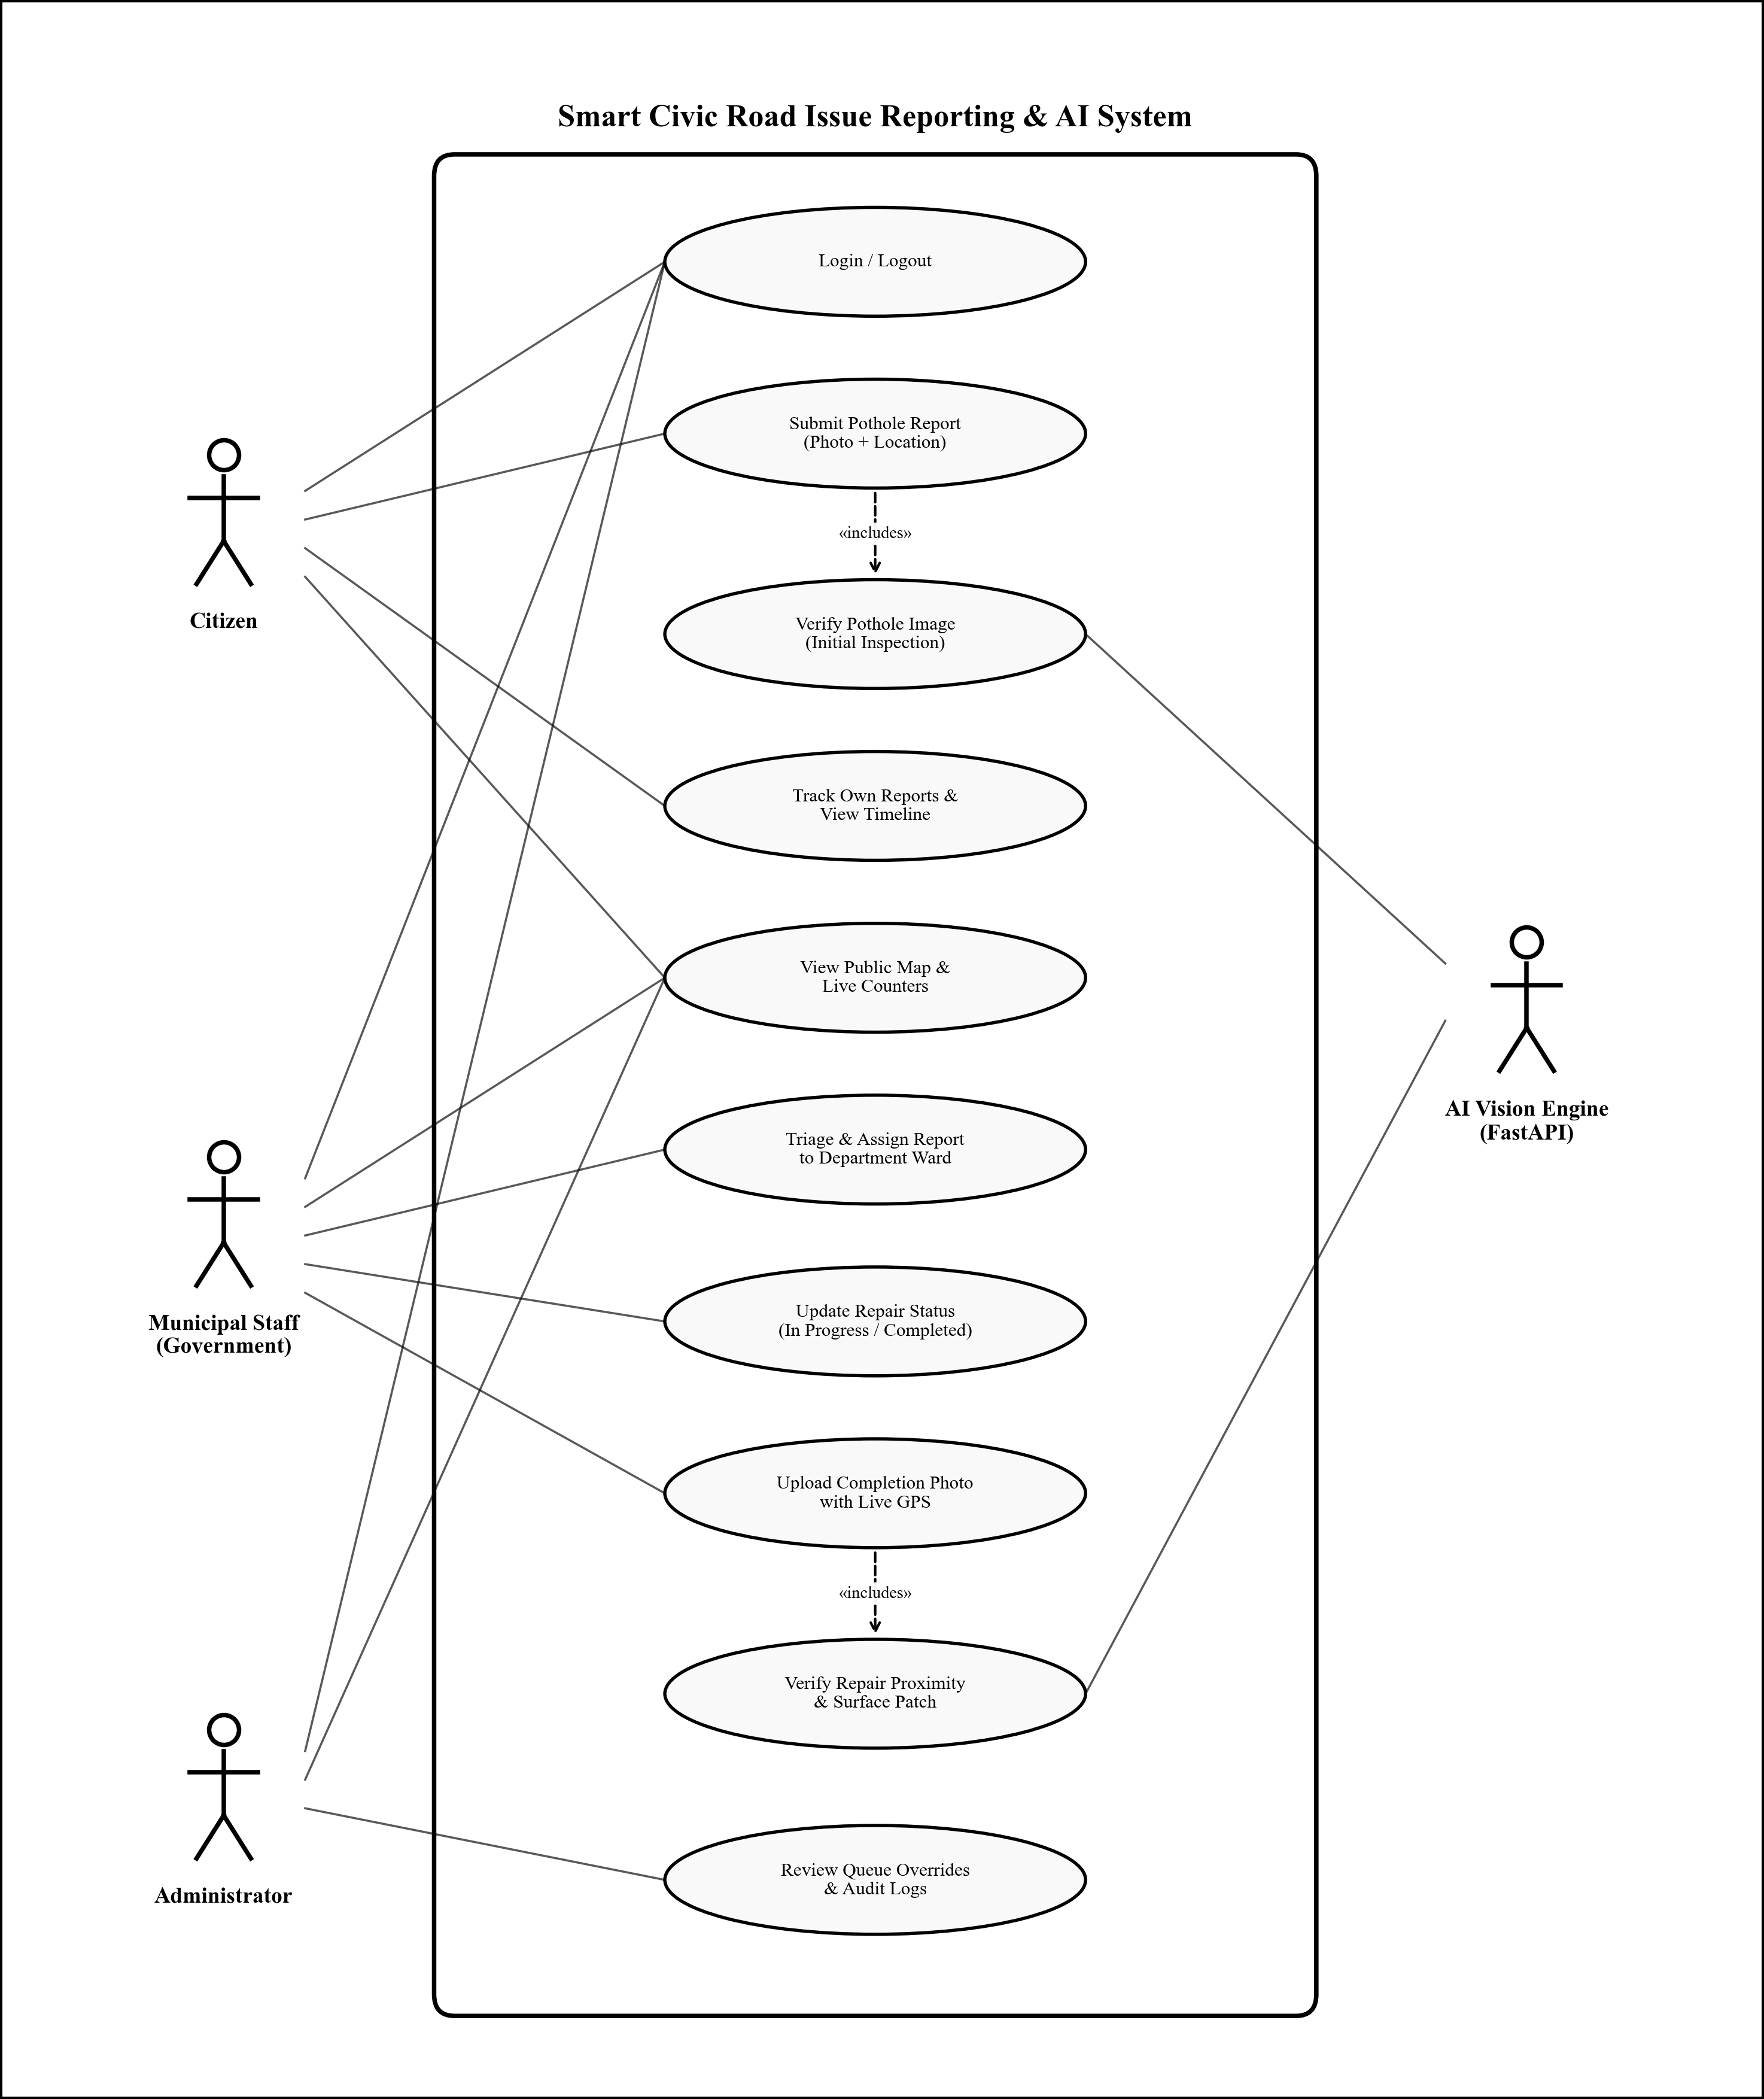 Smart Civic Road Issue Reporting & AI System
Login / Logout
Submit Pothole Report
(Photo + Location)
«includes»
Citizen
Verify Pothole Image
(Initial Inspection)
Track Own Reports &
View Timeline
View Public Map &
Live Counters
AI Vision Engine
(FastAPI)
Triage & Assign Report
to Department Ward
Municipal Staff
(Government)
Update Repair Status
(In Progress / Completed)
Upload Completion Photo
with Live GPS
«includes»
Verify Repair Proximity
& Surface Patch
Administrator
Review Queue Overrides
& Audit Logs